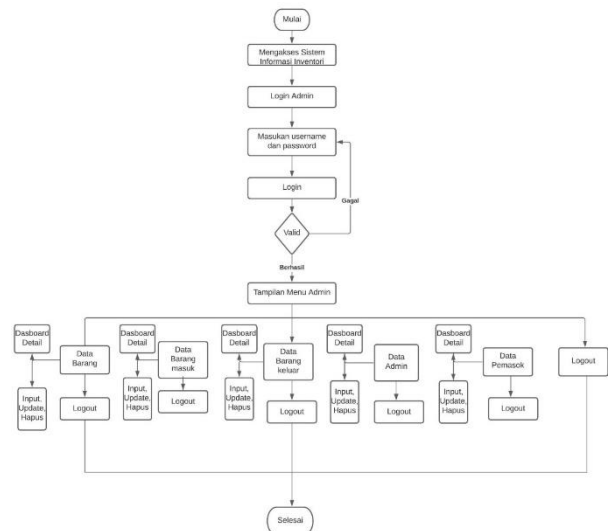 Mulai
Mengakses Sistem
Informasi Inventori
Login Admin
Masukan username
dan password
Login
Gagal
Valid
Berhasil
Tampilan Menu Admin
Dasboard
Detail
Data
Barang
Input,
Update,
Hapus
Logout
Dasboard
Detail
Data
Barang
masuk
Input,
Update,
Hapus
Logout
Dasboard
Detail
Data
Barang
keluar
Input,
Update,
Hapus
Logout
Dasboard
Detail
Data
Admin
Input,
Update,
Hapus
Logout
Dasboard
Detail
Data
Pemasok
Input,
Update,
Hapus
Logout
Logout
Selesai